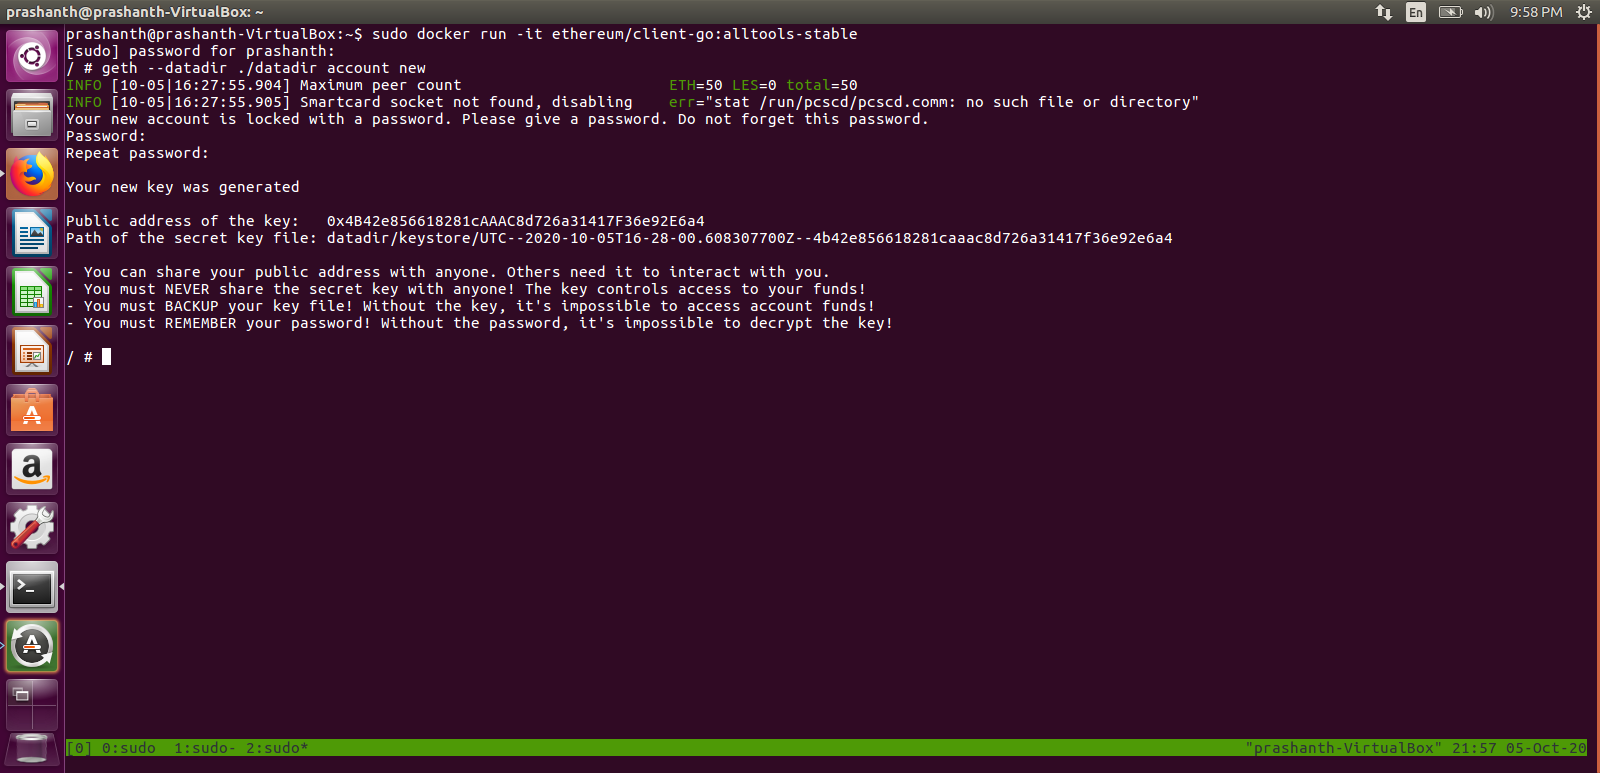 prashanth@prashanth-VirtualBox: ~
En
9:58 PM
prashanth@prashanth-VirtualBox:~$ sudo docker run -it ethereum/client-go:alltools-stable
[sudo] password for prashanth:
/ # geth --datadir ./datadir account new
INFO [10-05|16:27:55.904] Maximum peer count                       ETH=50 LES=0 total=50
INFO [10-05|16:27:55.905] Smartcard socket not found, disabling    err="stat /run/pcscd/pcscd.comm: no such file or directory"
Your new account is locked with a password. Please give a password. Do not forget this password.
Password:
Repeat password:
Your new key was generated
Public address of the key:   0x4B42e856618281cAAAC8d726a31417F36e92E6a4
Path of the secret key file: datadir/keystore/UTC--2020-10-05T16-28-00.608307700Z--4b42e856618281caaac8d726a31417f36e92e6a4
- You can share your public address with anyone. Others need it to interact with you.
- You must NEVER share the secret key with anyone! The key controls access to your funds!
- You must BACKUP your key file! Without the key, it's impossible to access account funds!
- You must REMEMBER your password! Without the password, it's impossible to decrypt the key!
/ #
[0] 0:sudo  1:sudo- 2:sudo* "prashanth-VirtualBox" 21:57 05-Oct-20